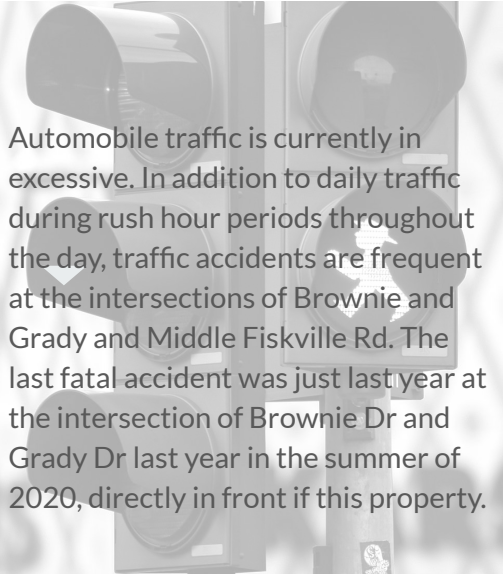 Automobile traffic is currently in
excessive. In addition to daily traffic
during rush hour periods throughout
the day, traffic accidents are frequent
at the intersections of Brownie and
Grady and Middle Fiskville Rd. The
last fatal accident was just last year at
the intersection of Brownie Dr and
Grady Dr last year in the summer of
2020, directly in front if this property.